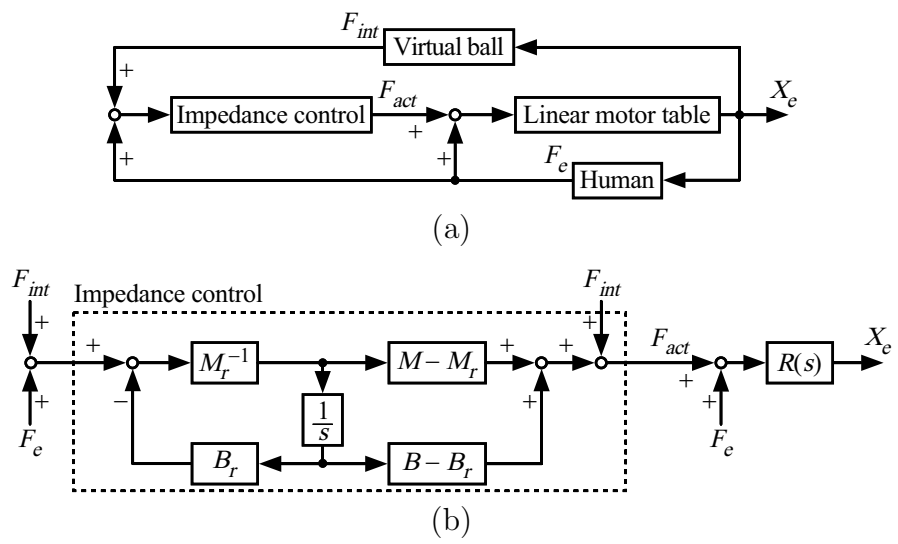 F_int
Virtual ball
+
Impedance control
F_act
+
Linear motor table
X_e
+
+
F_e
Human
(a)
F_int
Impedance control
F_int
+
+
+
M_r^{-1}
M – M_r
+
+
F_act
R(s)
X_e
+
–
1/s
+
+
+
F_e
B_r
B – B_r
F_e
(b)